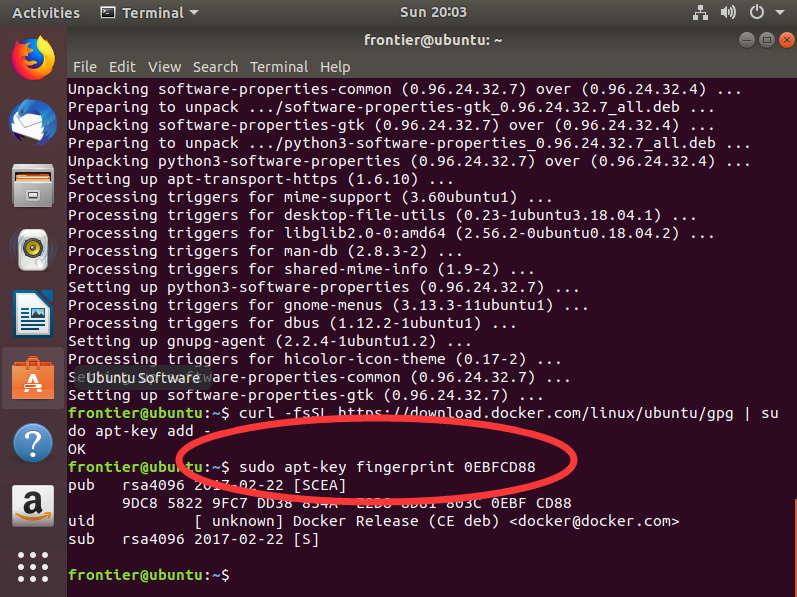 Activities Terminal Sun 20:03
frontier@ubuntu: ~
File Edit View Search Terminal Help
Unpacking software-properties-common (0.96.24.32.7) over (0.96.24.32.4) ...
Preparing to unpack .../software-properties-gtk_0.96.24.32.7_all.deb ...
Unpacking software-properties-gtk (0.96.24.32.7) over (0.96.24.32.4) ...
Preparing to unpack .../python3-software-properties_0.96.24.32.7_all.deb ...
Unpacking python3-software-properties (0.96.24.32.7) over (0.96.24.32.4) ...
Setting up apt-transport-https (1.6.10) ...
Processing triggers for mime-support (3.60ubuntu1) ...
Processing triggers for desktop-file-utils (0.23-1ubuntu3.18.04.1) ...
Processing triggers for libglib2.0-0:amd64 (2.56.2-0ubuntu0.18.04.2) ...
Processing triggers for man-db (2.8.3-2) ...
Processing triggers for shared-mime-info (1.9-2) ...
Setting up python3-software-properties (0.96.24.32.7) ...
Processing triggers for gnome-menus (3.13.3-11ubuntu1) ...
Processing triggers for dbus (1.12.2-1ubuntu1) ...
Setting up gnupg-agent (2.2.4-1ubuntu1.2) ...
Processing triggers for hicolor-icon-theme (0.17-2) ...
Ubuntu Software
ware-properties-common (0.96.24.32.7) ...
Setting up software-properties-gtk (0.96.24.32.7) ...
frontier@ubuntu:~$ curl -fsSL https://download.docker.com/linux/ubuntu/gpg | su
do apt-key add -
OK
frontier@ubuntu:~$ sudo apt-key fingerprint 0EBFCD88
pub rsa4096 2017-02-22 [SCEA]
9DC8 5822 9FC7 DD38 854A E2D8 8D81 803C 0EBF CD88
uid [ unknown] Docker Release (CE deb) <docker@docker.com>
sub rsa4096 2017-02-22 [S]
frontier@ubuntu:~$